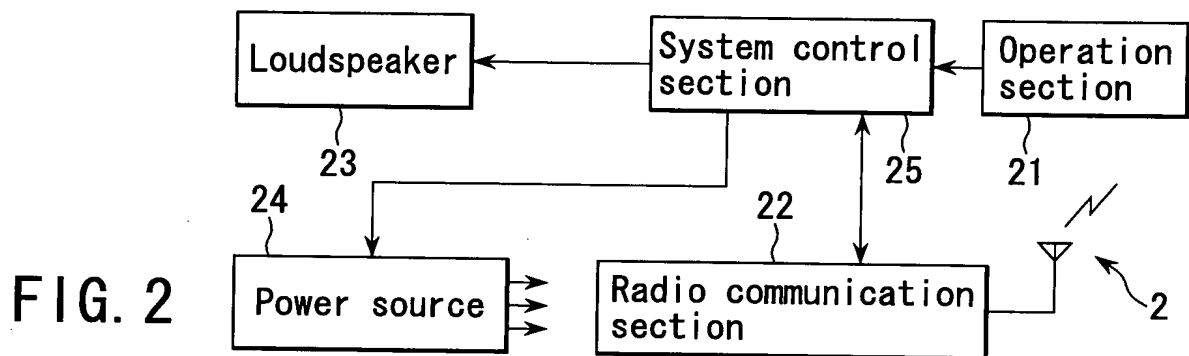 Loudspeaker
System control
section
Operation
section
23
25
21
24
22
Power source
Radio communication
section
2
FIG. 2